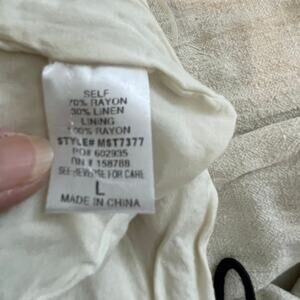 SELF
70% RAYON
30% LINEN
LINING
100% RAYON
STYLE# MST7377
PO# 602935
RN # 158788
SEE REVERSE FOR CARE
L
MADE IN CHINA